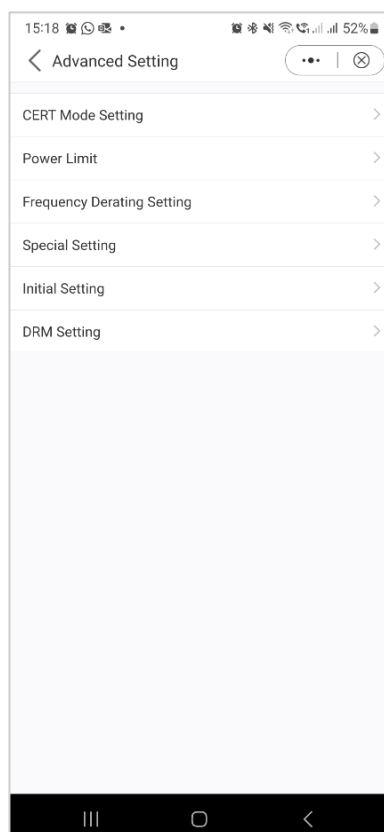 15:18 52%
Advanced Setting
CERT Mode Setting
Power Limit
Frequency Derating Setting
Special Setting
Initial Setting
DRM Setting